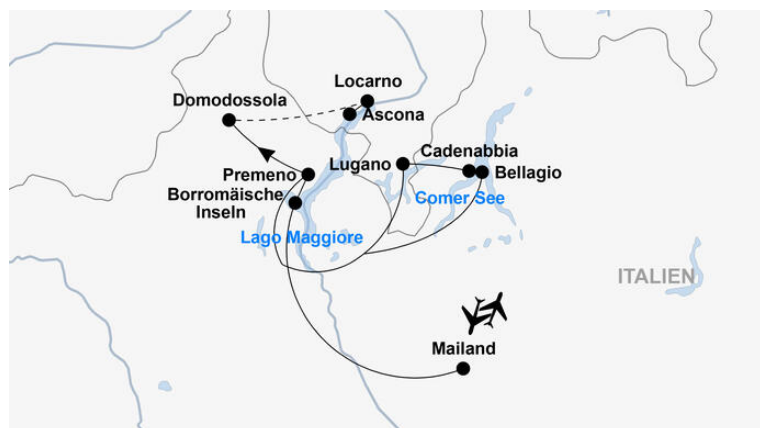 Locarno
Domodossola
Ascona
Cadenabbia
Lugano
Bellagio
Premeno
Borromäische
Inseln
Comer See
Lago Maggiore
ITALIEN
Mailand